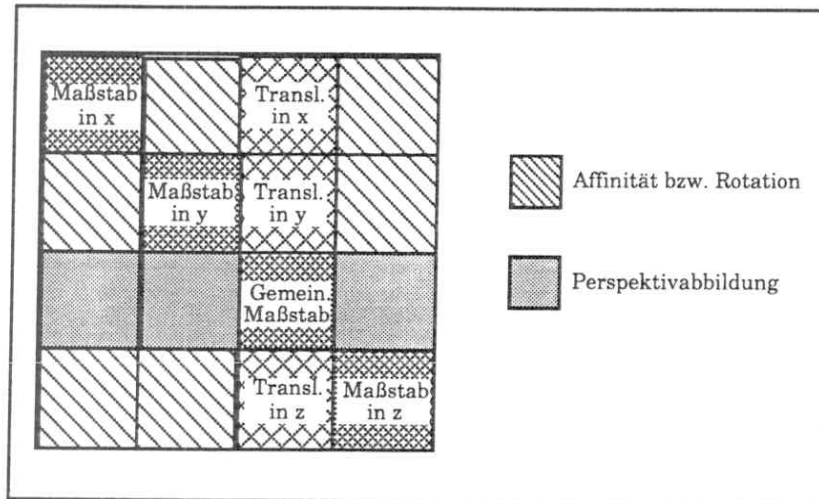 Maßstab
in x
Transl.
in x
Maßstab
in y
Transl.
in y
Gemein.
Maßstab
Transl.
in z
Maßstab
in z
Affinität bzw. Rotation
Perspektivabbildung